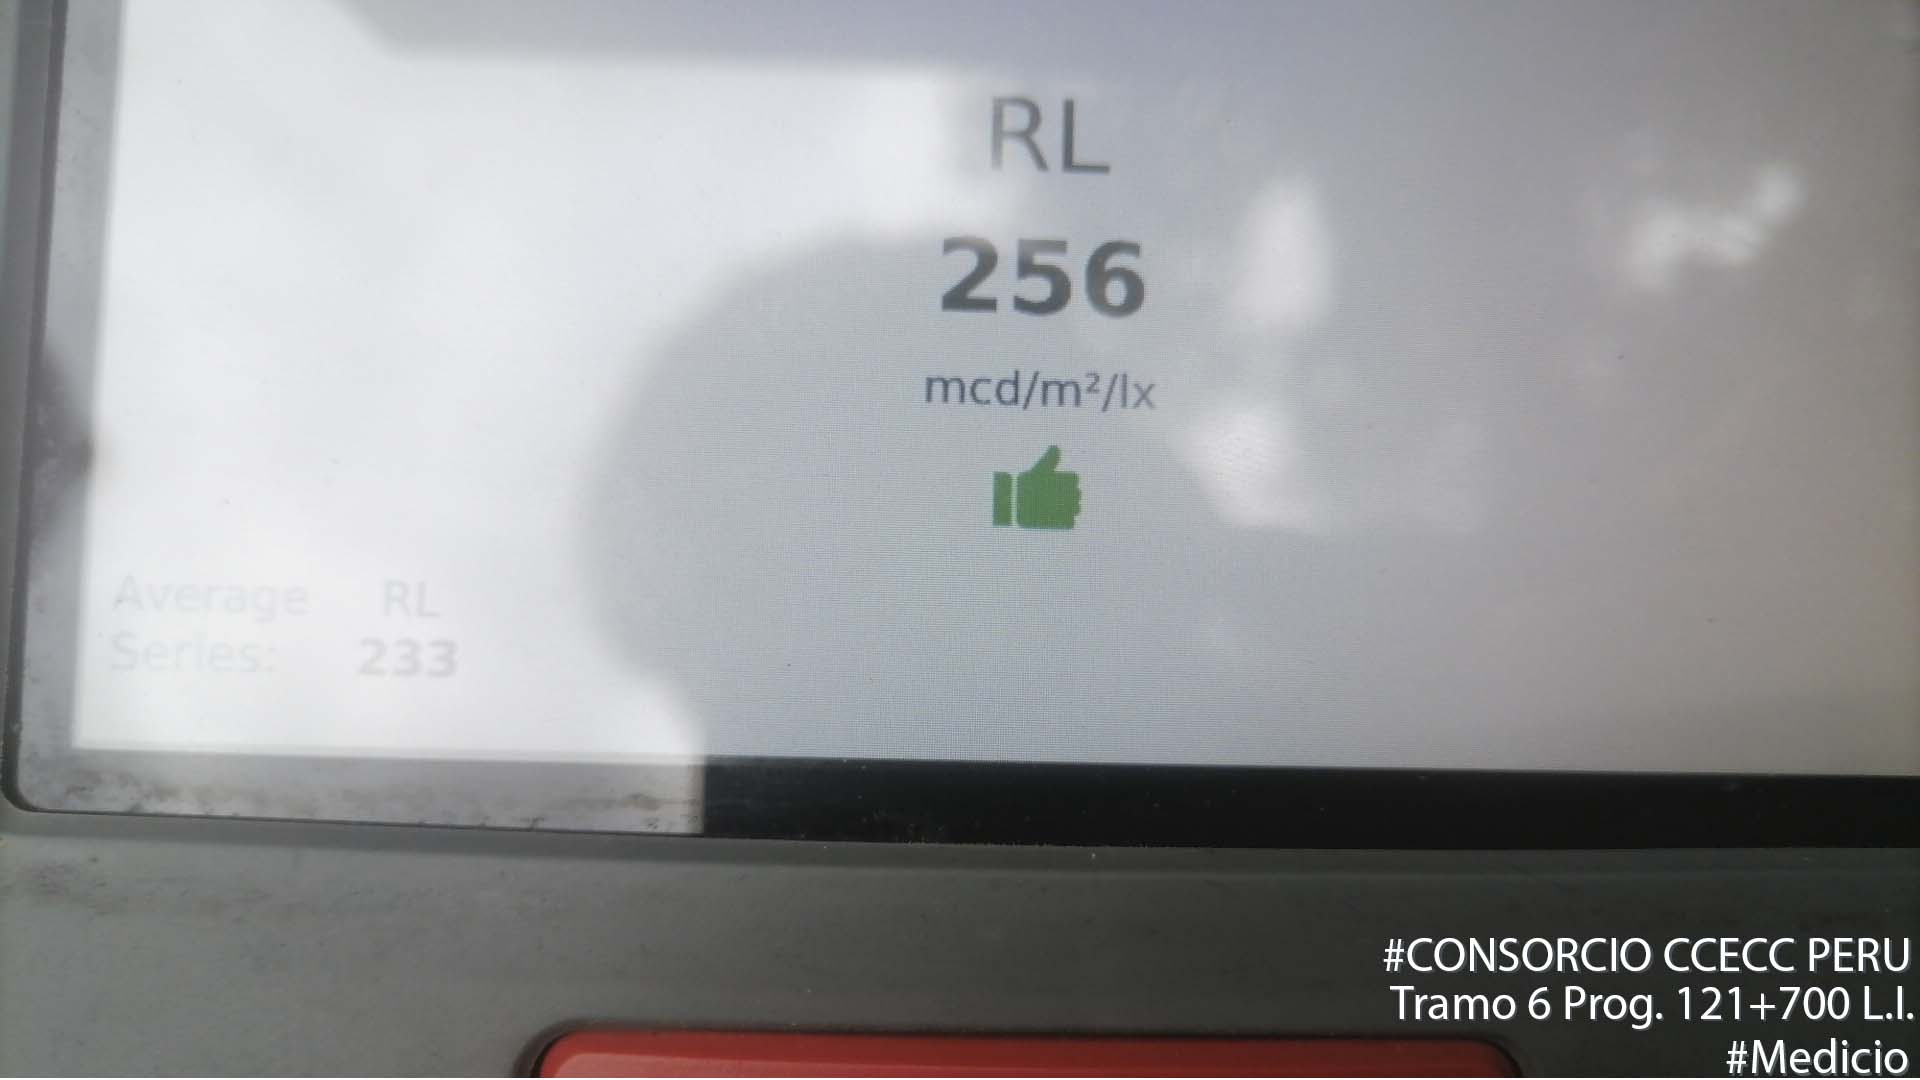 RL
256
mcd/m²/lx
Average RL
Series: 233
#CONSORCIO CCECC PERU
Tramo 6 Prog. 121+700 L.I.
#Medicio